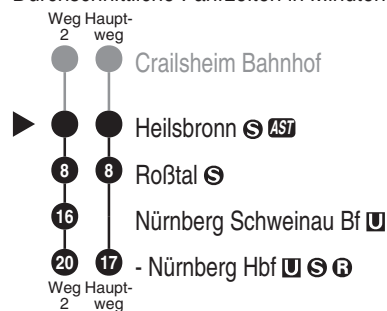 Durchschnittliche Fahrzeiten in Minuten
Weg Haupt-
2 weg
Crailsheim Bahnhof
Heilsbronn S AST
8 8 Roßtal S
16 Nürnberg Schweinau Bf U
20 17 - Nürnberg Hbf U S R
Weg Haupt-
2 weg